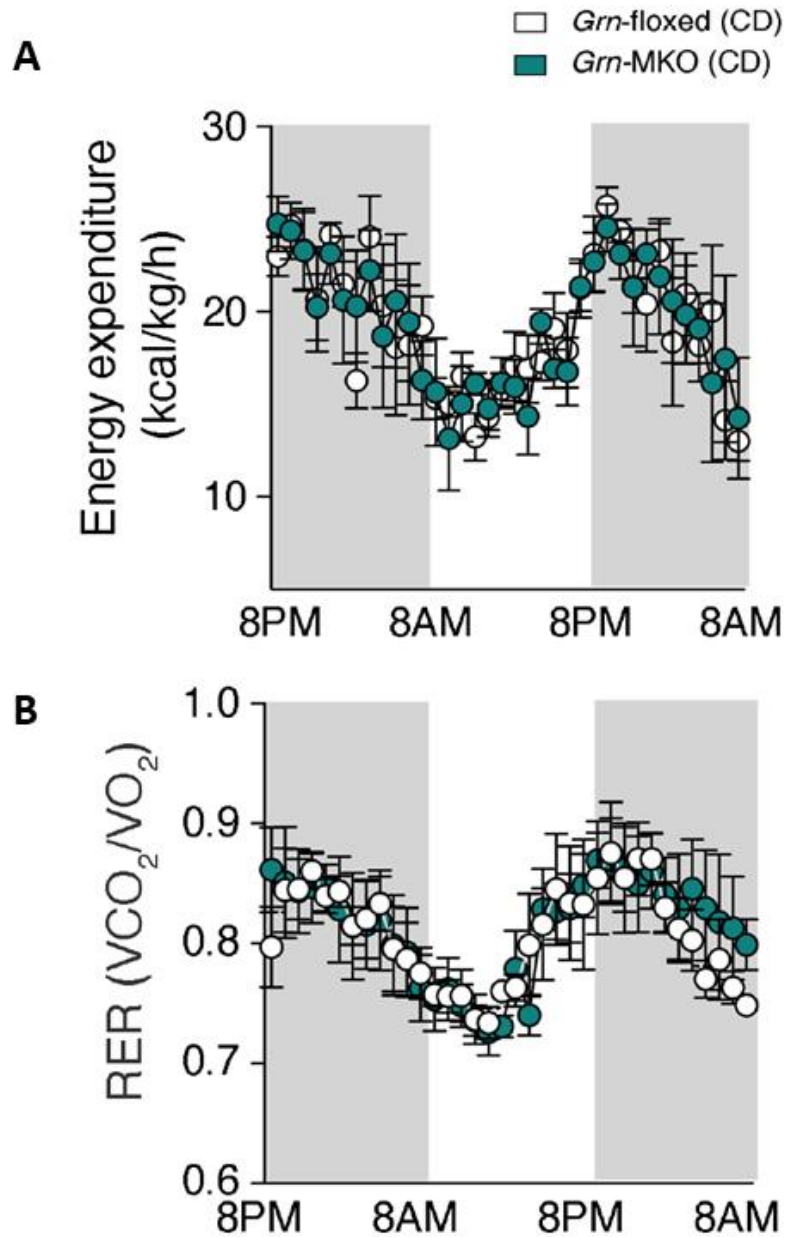 Grn-floxed (CD)
A
Grn-MKO (CD)
30
20
10
Energy expenditure
(kcal/kg/h)
8PM 8AM 8PM 8AM
B
1.0
0.9
0.8
0.7
0.6
RER (VCO₂/VO₂)
8PM 8AM 8PM 8AM